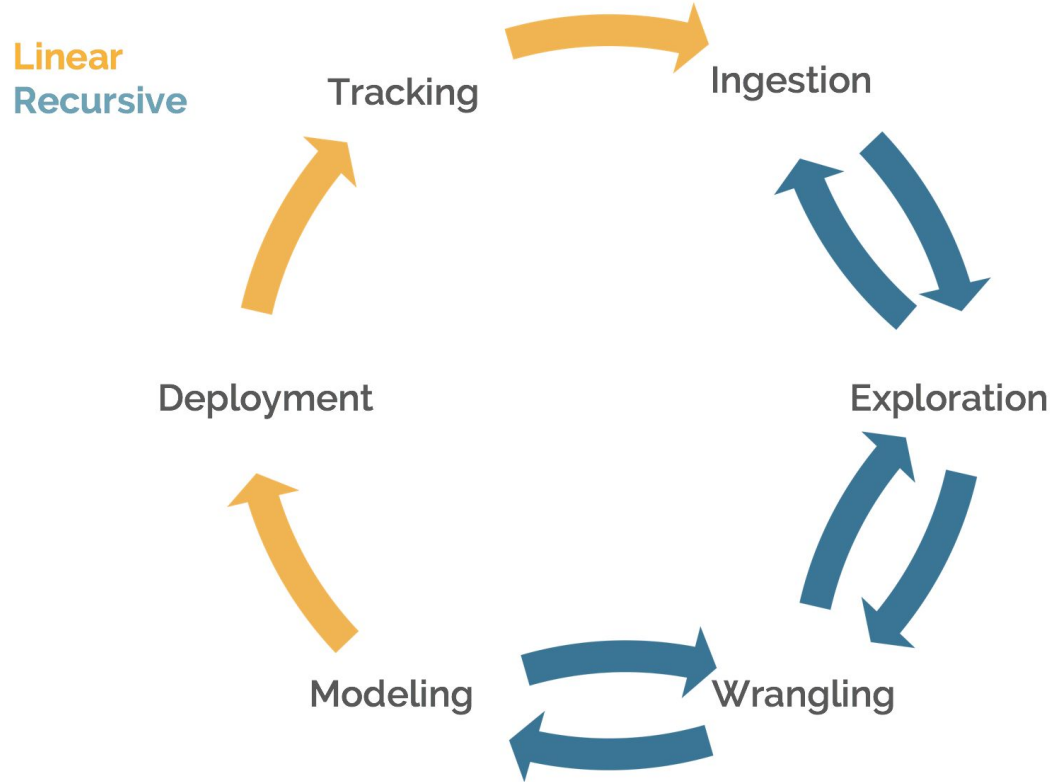 Linear
Recursive
Tracking
Ingestion
Deployment
Exploration
Modeling
Wrangling